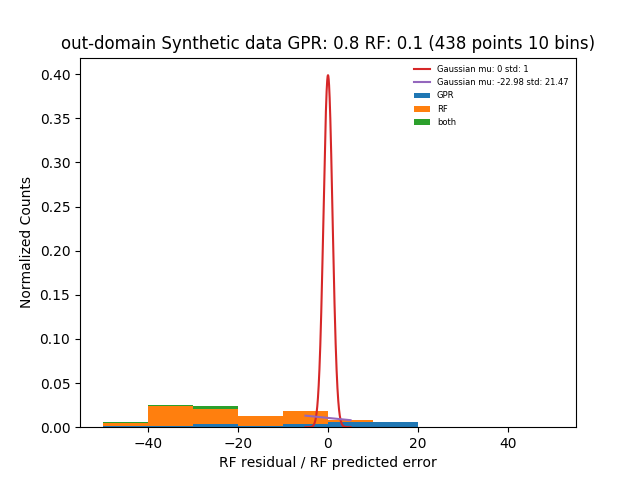 out-domain Synthetic data GPR: 0.8 RF: 0.1 (438 points 10 bins)
Gaussian mu: 0 std: 1
Gaussian mu: -22.98 std: 21.47
GPR
RF
both
Normalized Counts
0.40
0.35
0.30
0.25
0.20
0.15
0.10
0.05
0.00
−40 −20 0 20 40
RF residual / RF predicted error